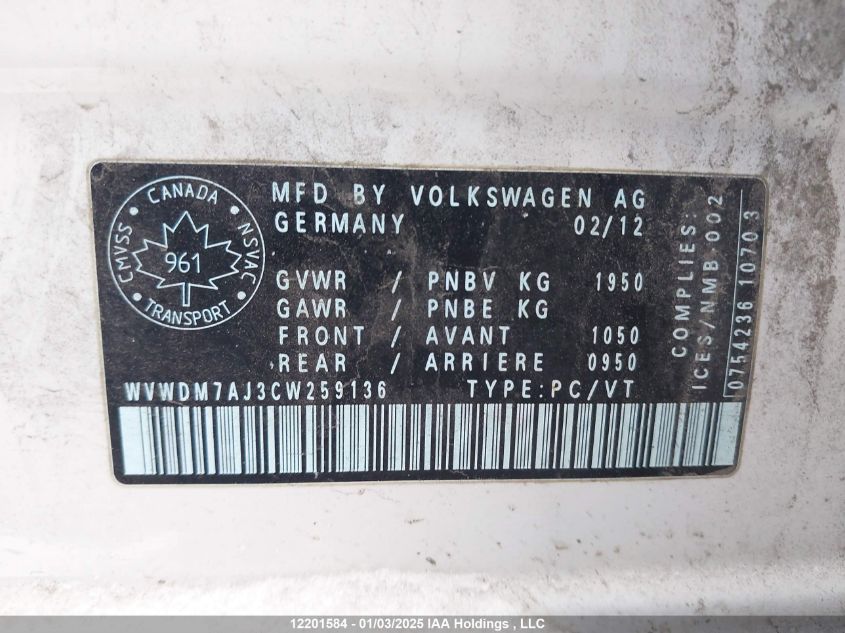 CANADA
CMVSS
NSVAC
961
TRANSPORT
MFD BY VOLKSWAGEN AG
GERMANY 02/12
GVWR / PNBV KG 1950
GAWR / PNBE KG
FRONT / AVANT 1050
REAR / ARRIERE 0950
WVWDM7AJ3CW259136 TYPE:PC/VT
COMPLIES:
ICES/NMB 002
0754236 10703
12201584 - 01/03/2025 IAA Holdings , LLC